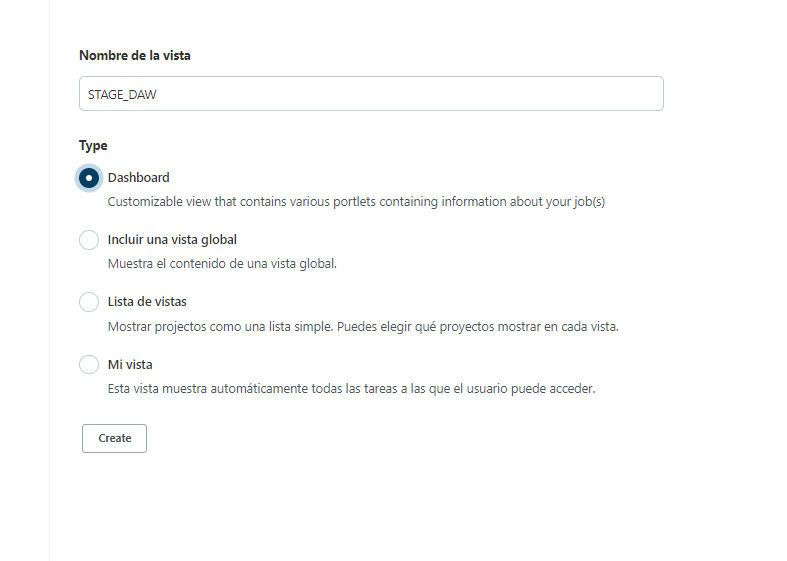 Nombre de la vista
STAGE_DAW
Type
Dashboard
Customizable view that contains various portlets containing information about your job(s)
Incluir una vista global
Muestra el contenido de una vista global.
Lista de vistas
Mostrar projectos como una lista simple. Puedes elegir qué proyectos mostrar en cada vista.
Mi vista
Esta vista muestra automáticamente todas las tareas a las que el usuario puede acceder.
Create